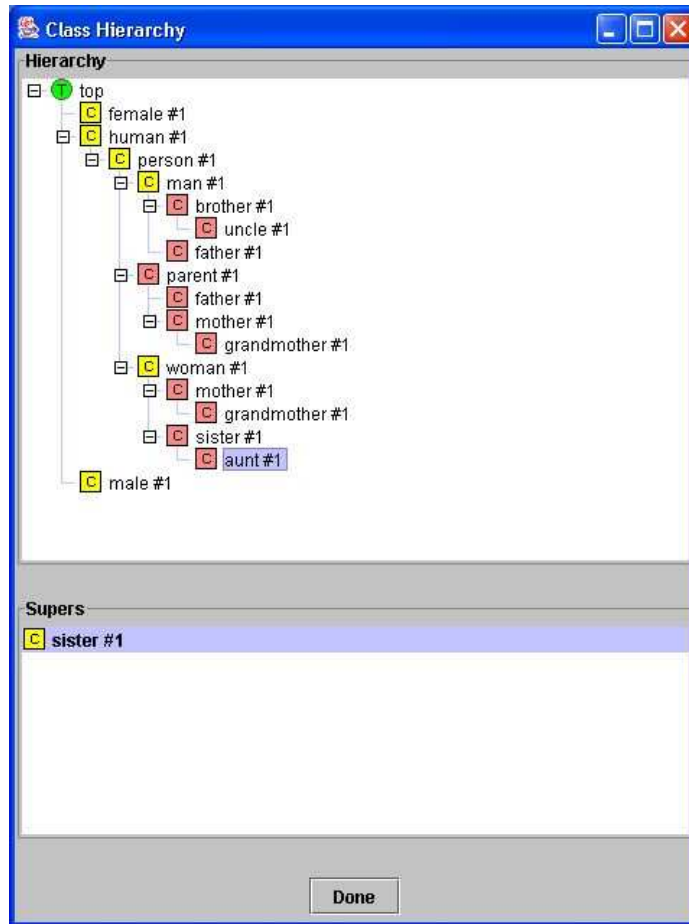 Class Hierarchy
Hierarchy
T top
C female #1
C human #1
C person #1
C man #1
C brother #1
C uncle #1
C father #1
C parent #1
C father #1
C mother #1
C grandmother #1
C woman #1
C mother #1
C grandmother #1
C sister #1
C aunt #1
C male #1
Supers
C sister #1
Done